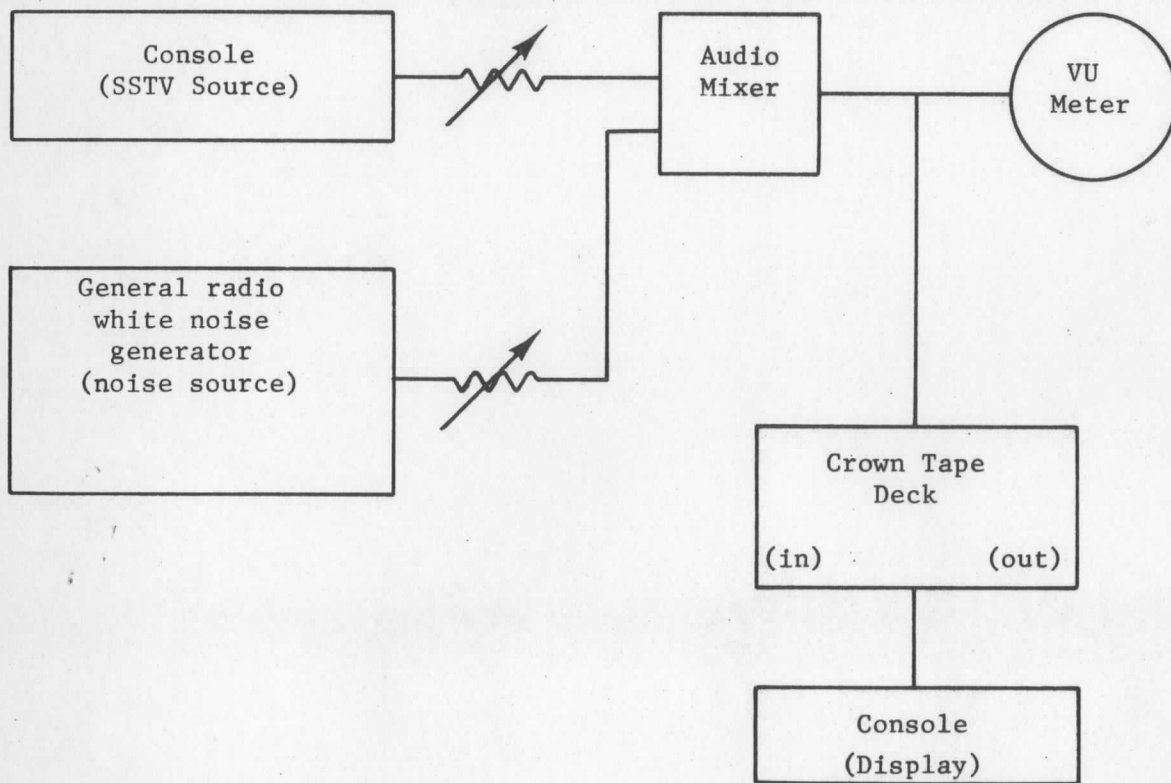 Console
(SSTV Source)
Audio
Mixer
VU
Meter
General radio
white noise
generator
(noise source)
Crown Tape
Deck
(in) (out)
Console
(Display)